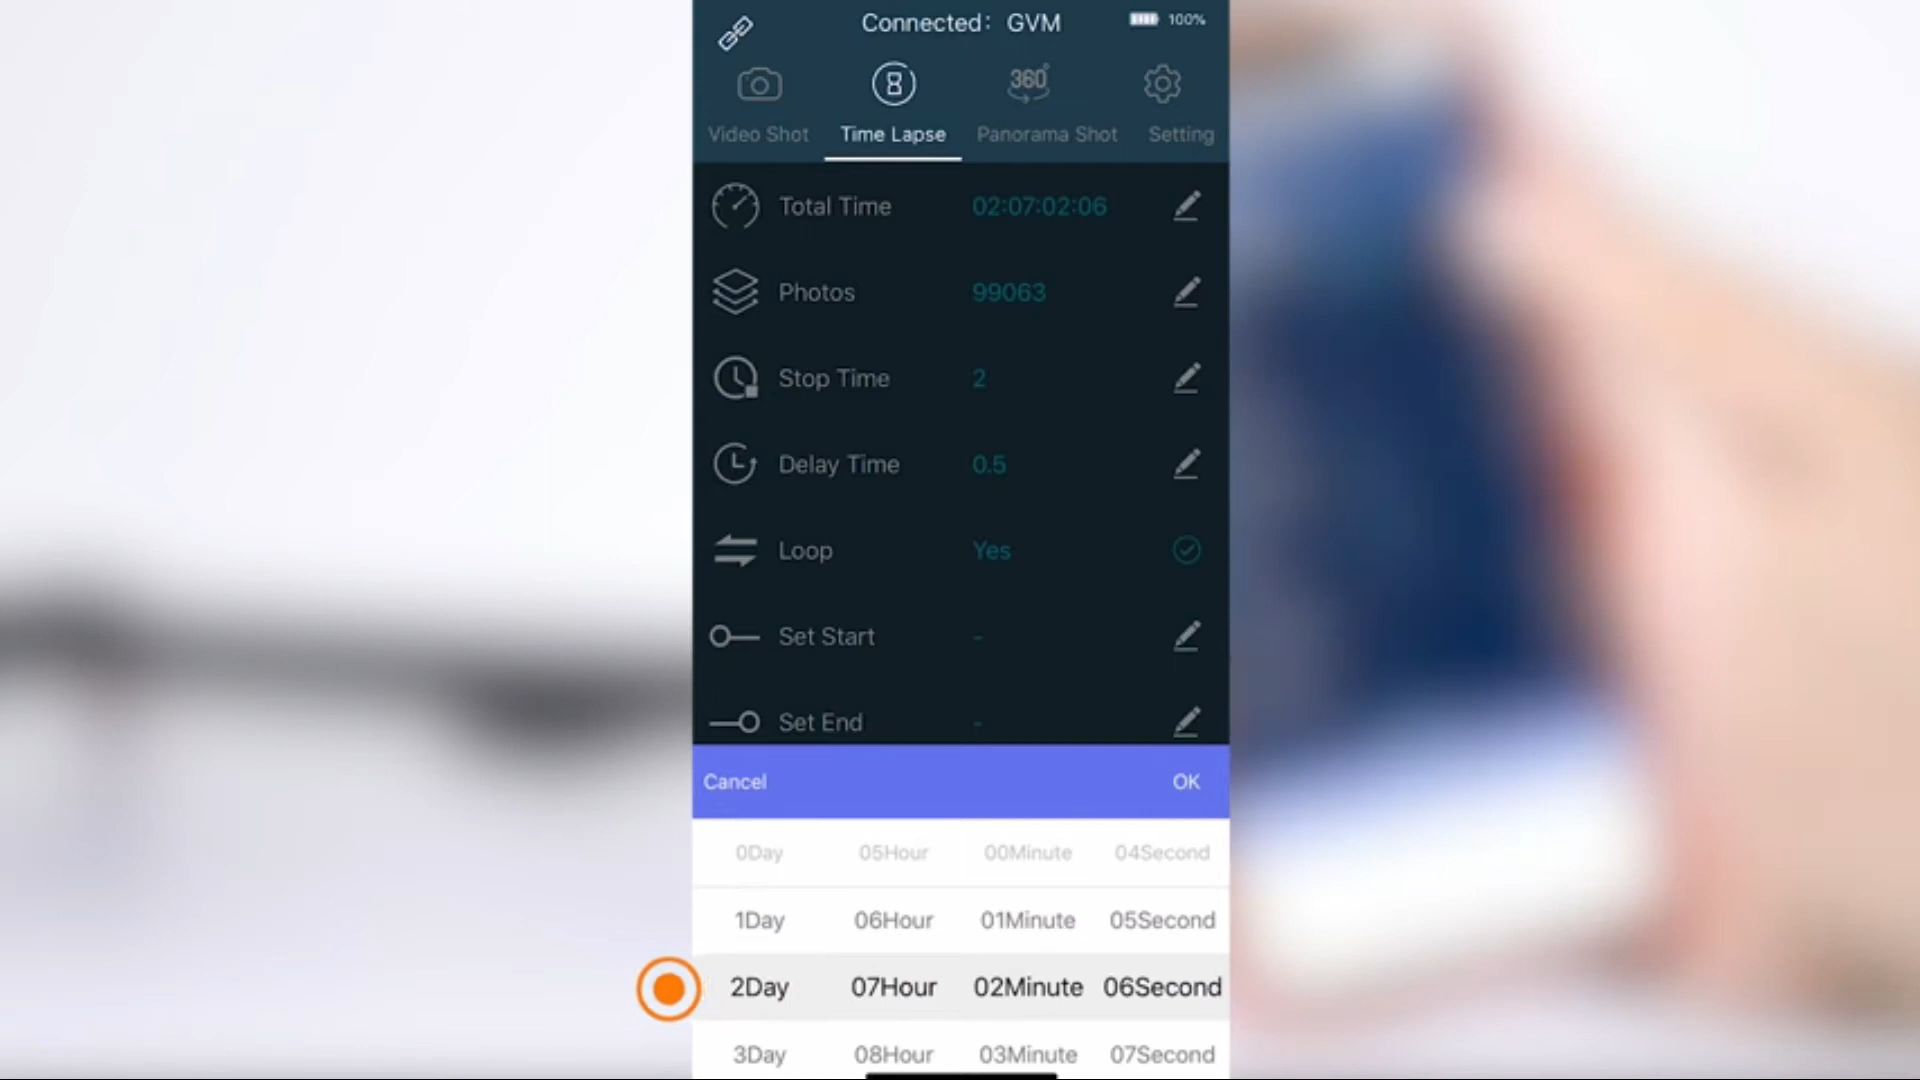 Connected: GVM
100%
360°
Video Shot Time Lapse Panorama Shot Setting
Total Time 02:07:02:06
Photos 99063
Stop Time 2
Delay Time 0.5
Loop Yes
Set Start -
Set End -
Cancel OK
0Day 05Hour 00Minute 04Second
1Day 06Hour 01Minute 05Second
2Day 07Hour 02Minute 06Second
3Day 08Hour 03Minute 07Second